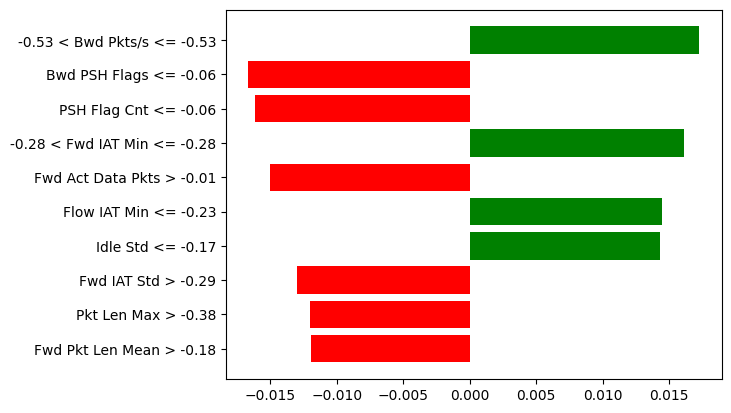 -0.53 < Bwd Pkts/s <= -0.53
Bwd PSH Flags <= -0.06
PSH Flag Cnt <= -0.06
-0.28 < Fwd IAT Min <= -0.28
Fwd Act Data Pkts > -0.01
Flow IAT Min <= -0.23
Idle Std <= -0.17
Fwd IAT Std > -0.29
Pkt Len Max > -0.38
Fwd Pkt Len Mean > -0.18
−0.015 −0.010 −0.005 0.000 0.005 0.010 0.015